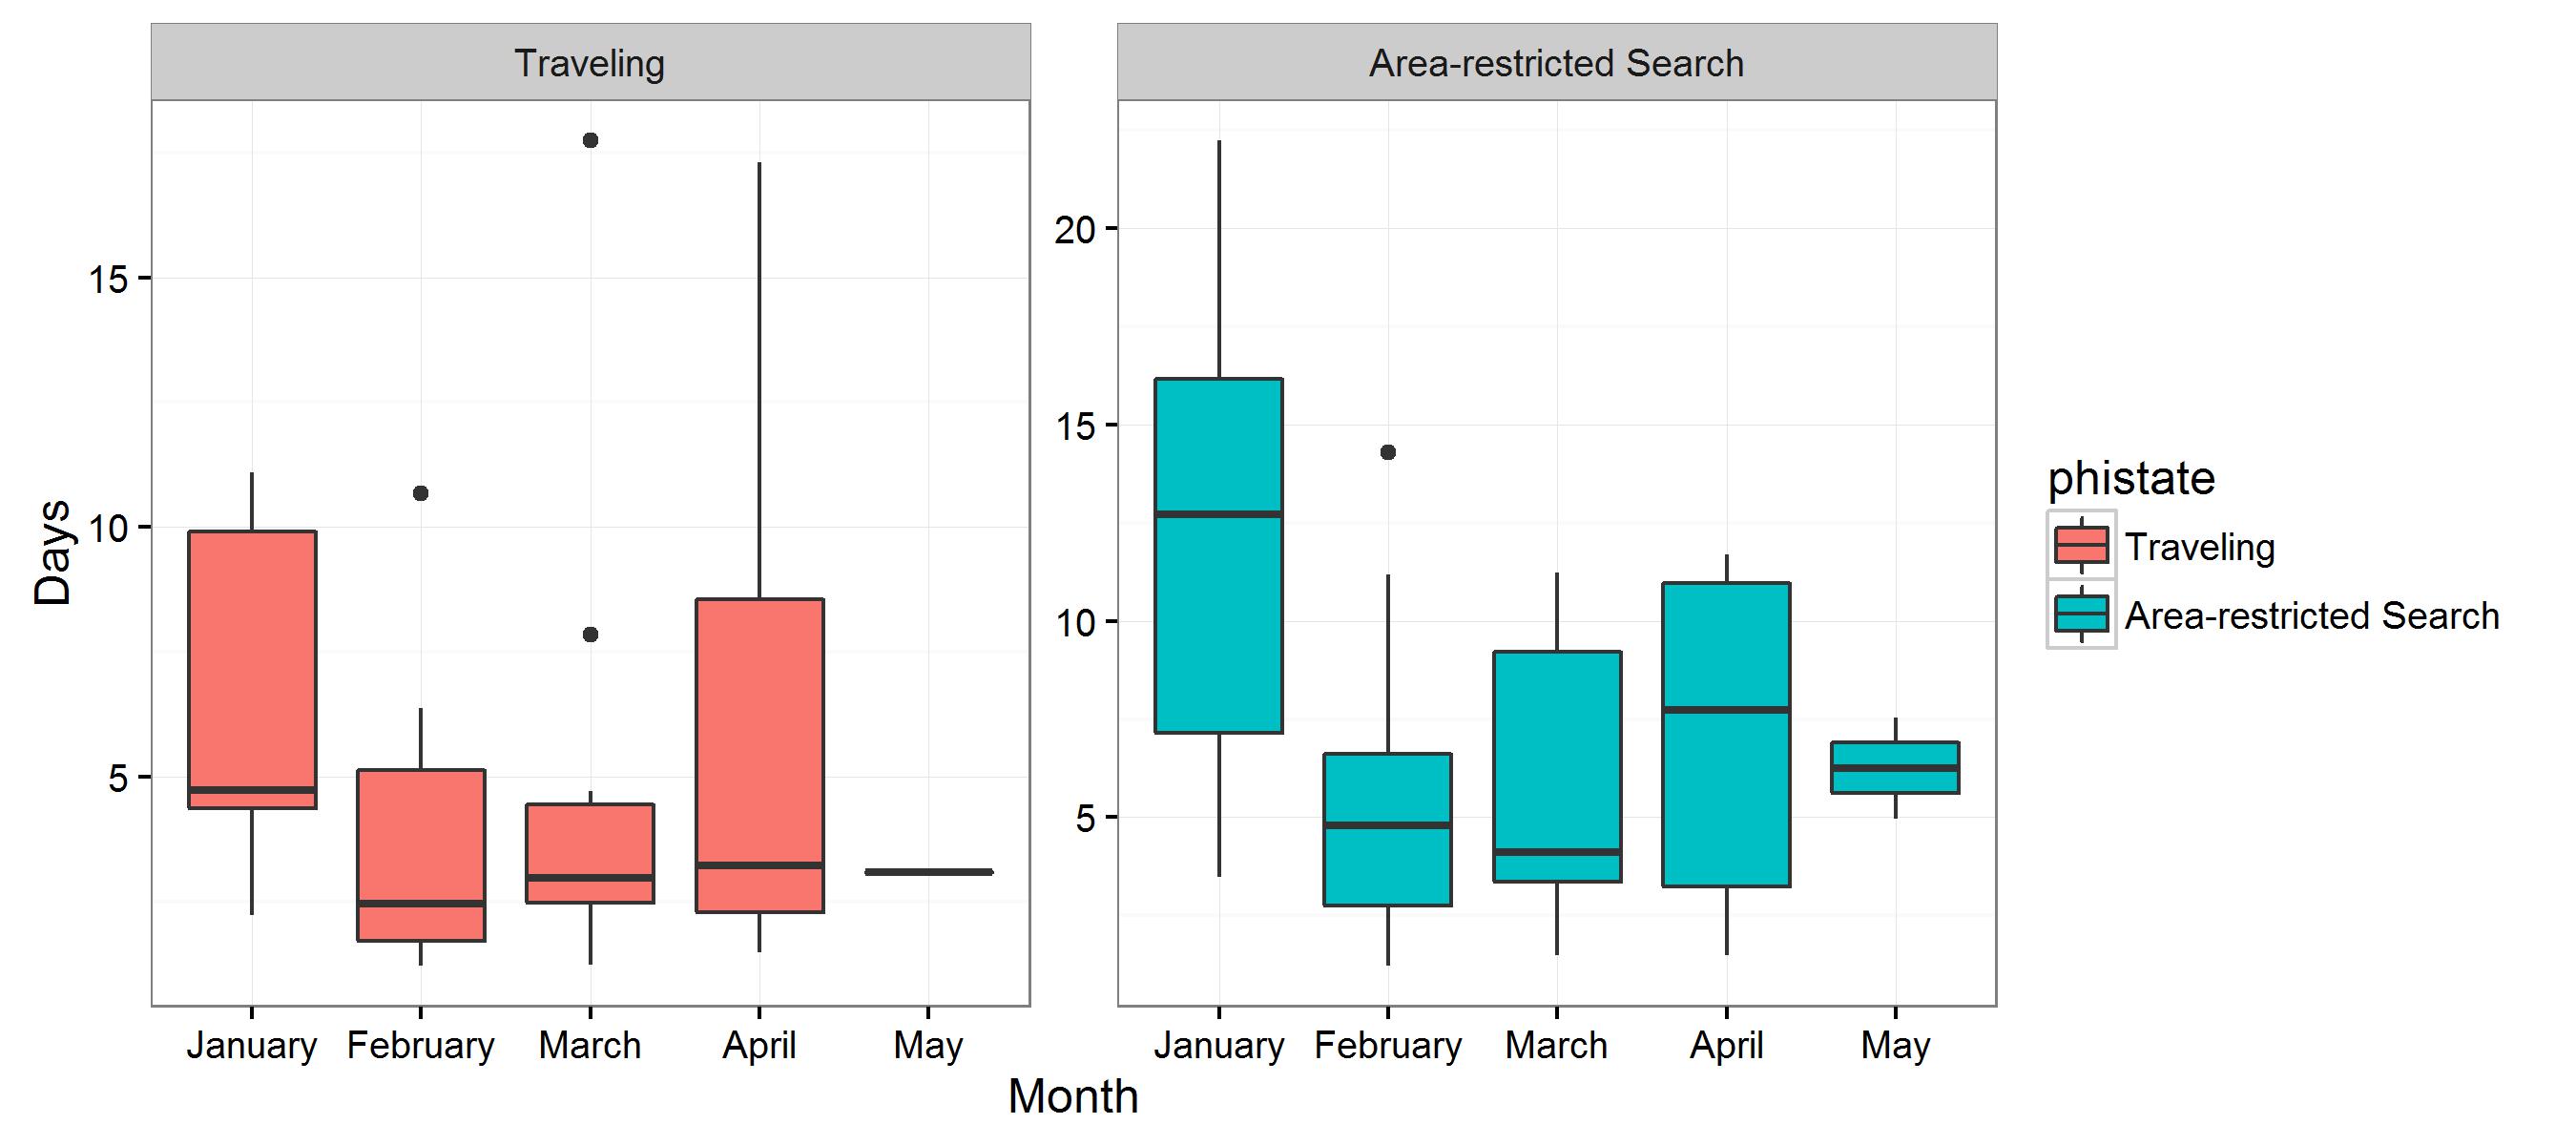 Traveling
Area-restricted Search
Days
15
10
5
20
15
10
5
January February March April May
January February March April May
Month
phistate
Traveling
Area-restricted Search